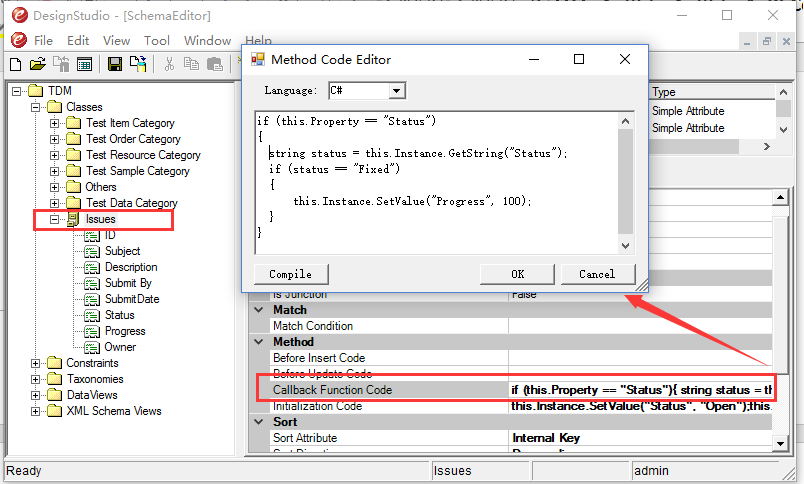 DesignStudio - [SchemaEditor]
File Edit View Tool Window Help
TDM
Classes
Test Item Category
Test Order Category
Test Resource Category
Test Sample Category
Others
Test Data Category
Issues
ID
Subject
Description
Submit By
SubmitDate
Status
Progress
Owner
Constraints
Taxonomies
DataViews
XML Schema Views
Method Code Editor
Language: C#
if (this.Property == "Status")
{
string status = this.Instance.GetString("Status");
if (status == "Fixed")
{
this.Instance.SetValue("Progress", 100);
}
}
Compile OK Cancel
Type
Simple Attribute
Simple Attribute
Is Junction False
Match
Match Condition
Method
Before Insert Code
Before Update Code
Callback Function Code if (this.Property == "Status"){ string status = th
Initialization Code this.Instance.SetValue("Status", "Open");this.
Sort
Sort Attribute Internal Key
Ready Issues admin